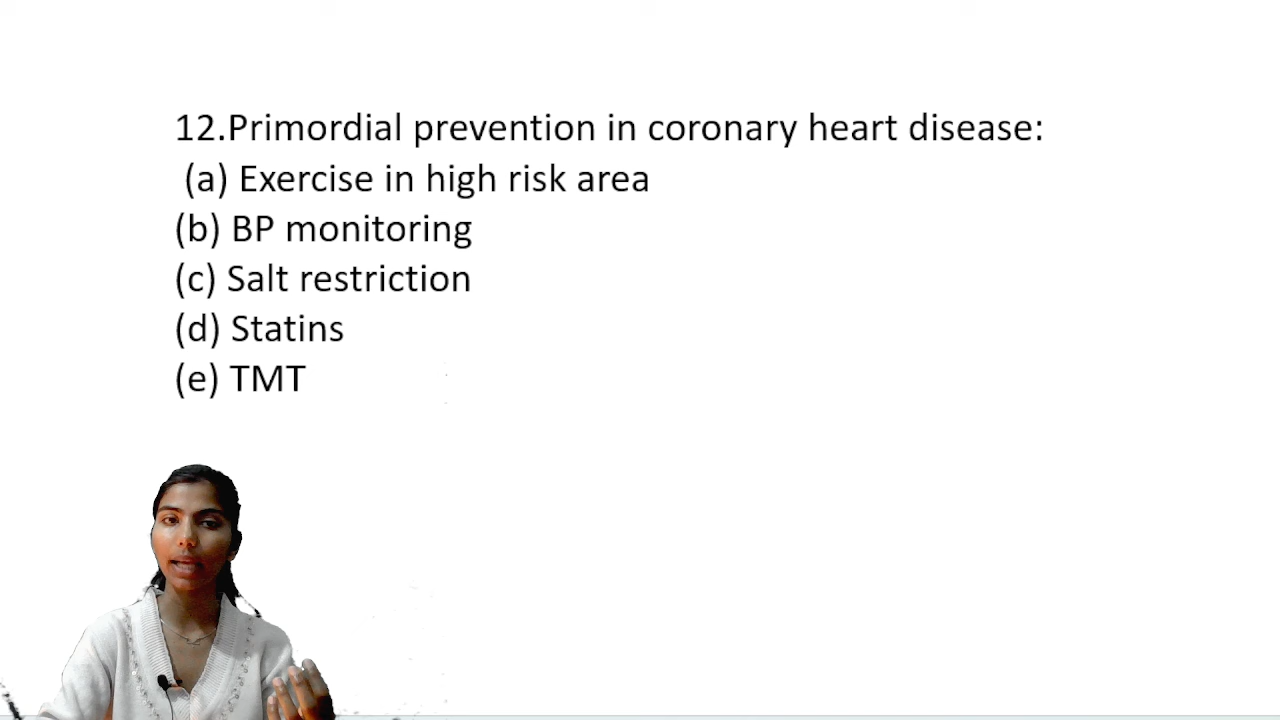 12.Primordial prevention in coronary heart disease:
(a) Exercise in high risk area
(b) BP monitoring
(c) Salt restriction
(d) Statins
(e) TMT